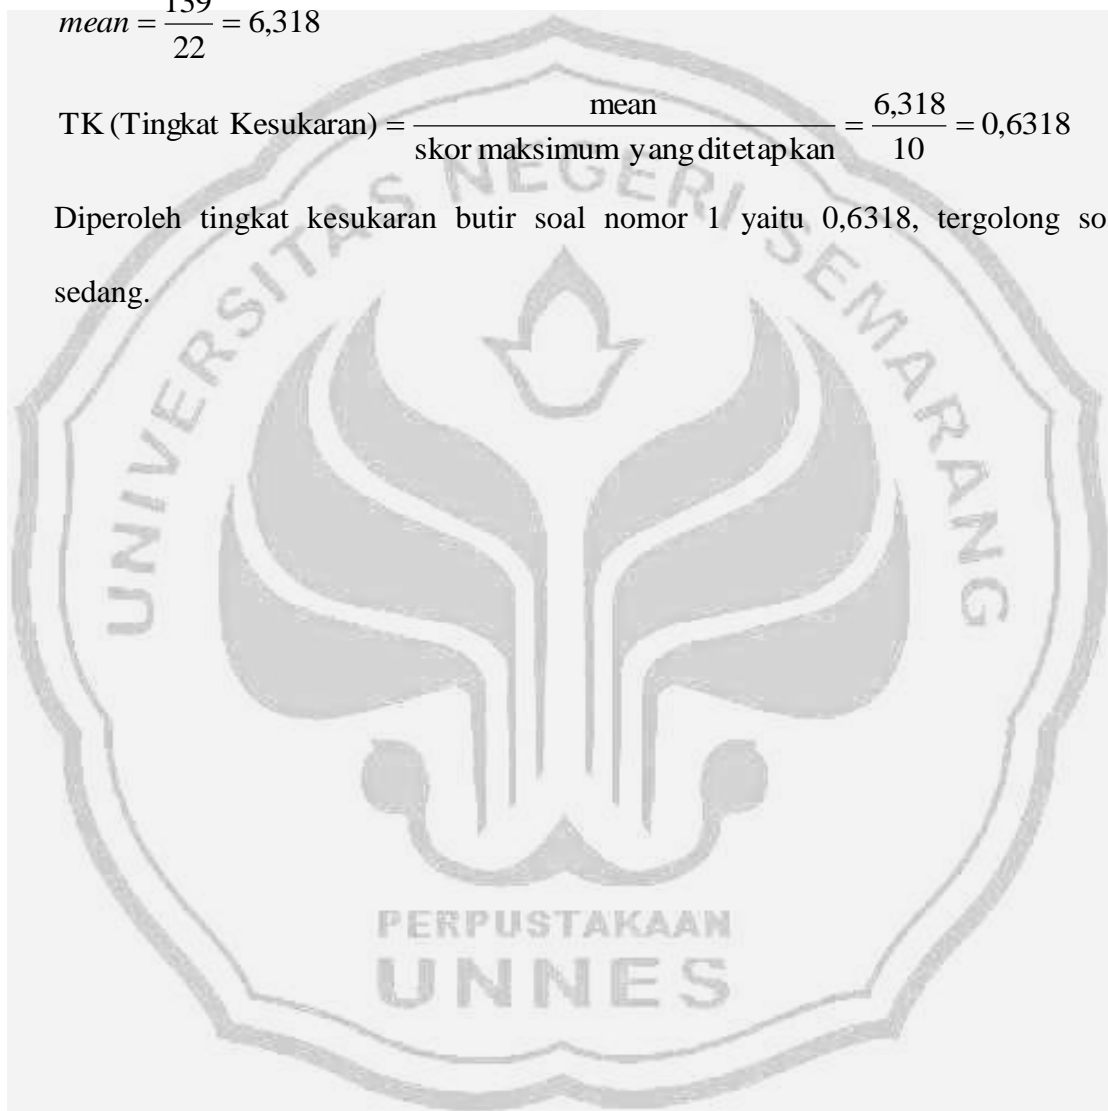 mean = 139/22 = 6,318
TK (Tingkat Kesukaran) = mean/skor maksimum yang ditetapkan = 6,318/10 = 0,6318
Diperoleh tingkat kesukaran butir soal nomor 1 yaitu 0,6318, tergolong so
sedang.
UNIVERSITAS NEGERI SEMARANG
PERPUSTAKAAN
UNNES